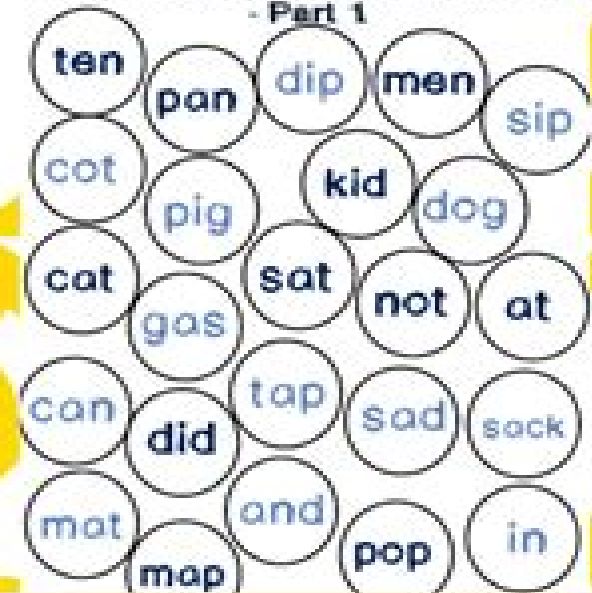 - Part 1
ten
pan
dip
men
sip
cot
pig
kid
dog
cat
gas
sat
not
at
can
did
tap
sad
sack
mat
map
and
pop
in